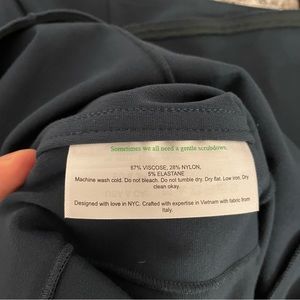 Sometimes we all need a gentle scrubdown.
67% VISCOSE, 28% NYLON,
5% ELASTANE
Machine wash cold. Do not bleach. Do not tumble dry. Dry flat. Low iron. Dry
clean okay.
Designed with love in NYC. Crafted with expertise in Vietnam with fabric from
Italy.